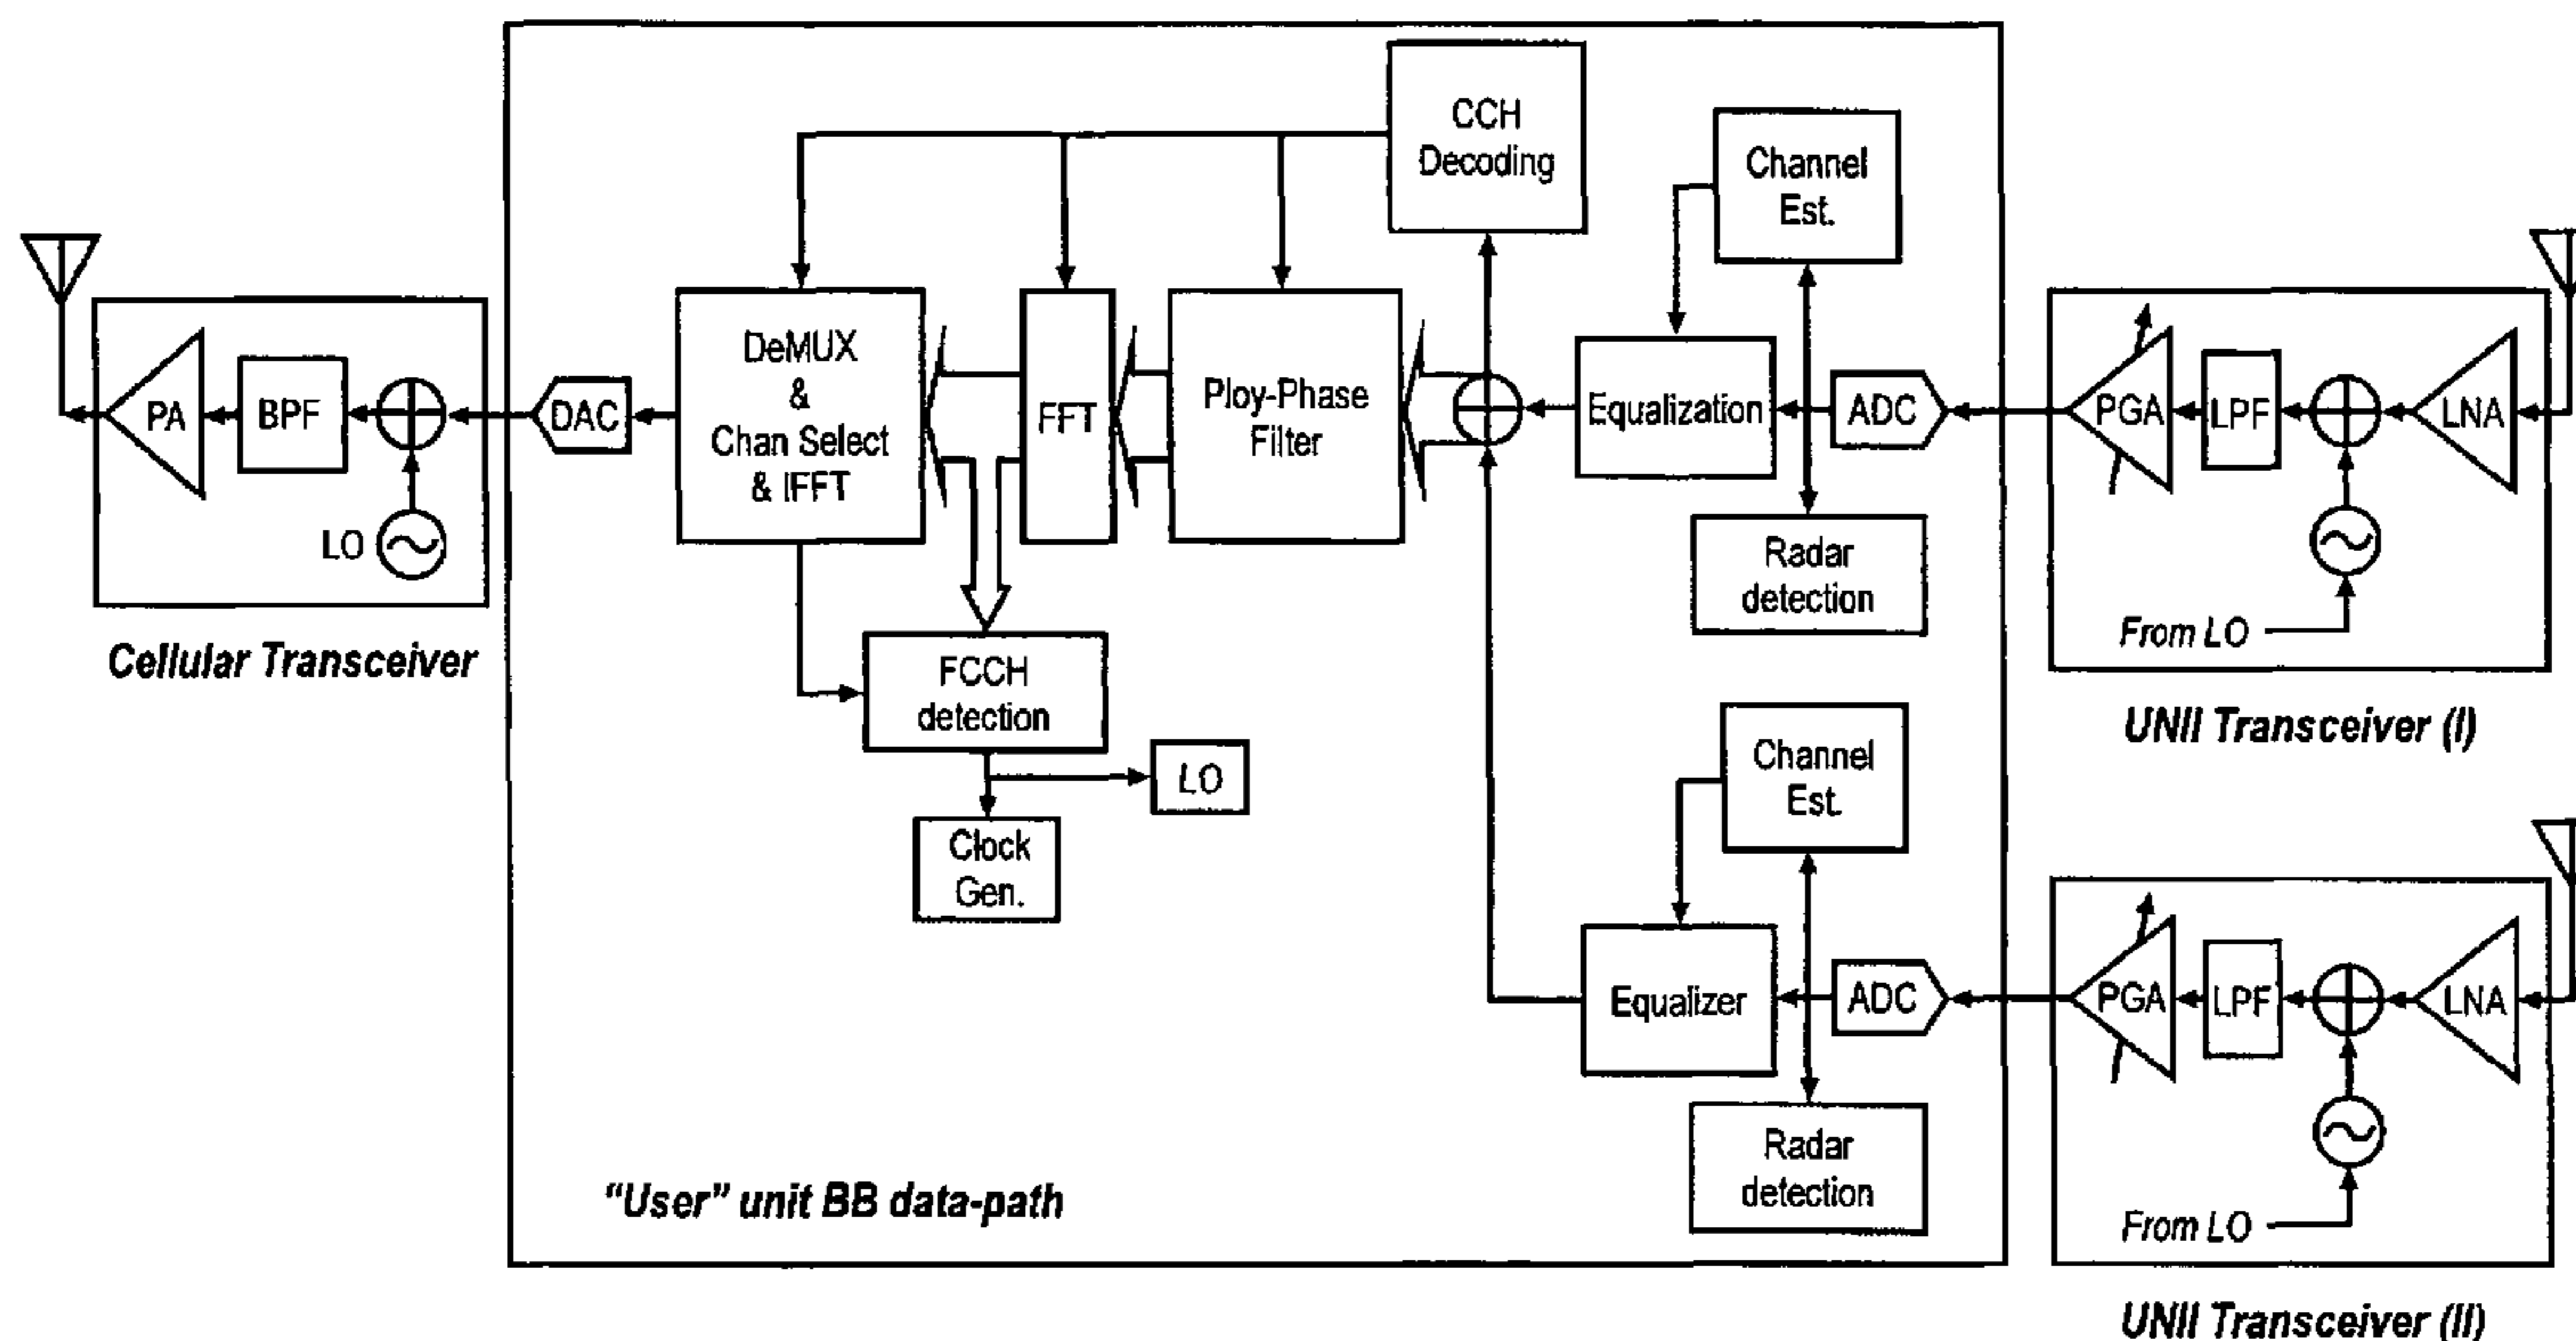 CCH
Decoding
Channel
Est.
DeMUX
&
Chan Select
& IFFT
FFT
Ploy-Phase
Filter
Equalization
ADC
PGA
LPF
LNA
PA
BPF
DAC
LO
Radar
detection
From LO
Cellular Transceiver
FCCH
detection
UNII Transceiver (I)
LO
Clock
Gen.
Channel
Est.
Equalizer
ADC
PGA
LPF
LNA
Radar
detection
From LO
"User" unit BB data-path
UNII Transceiver (II)